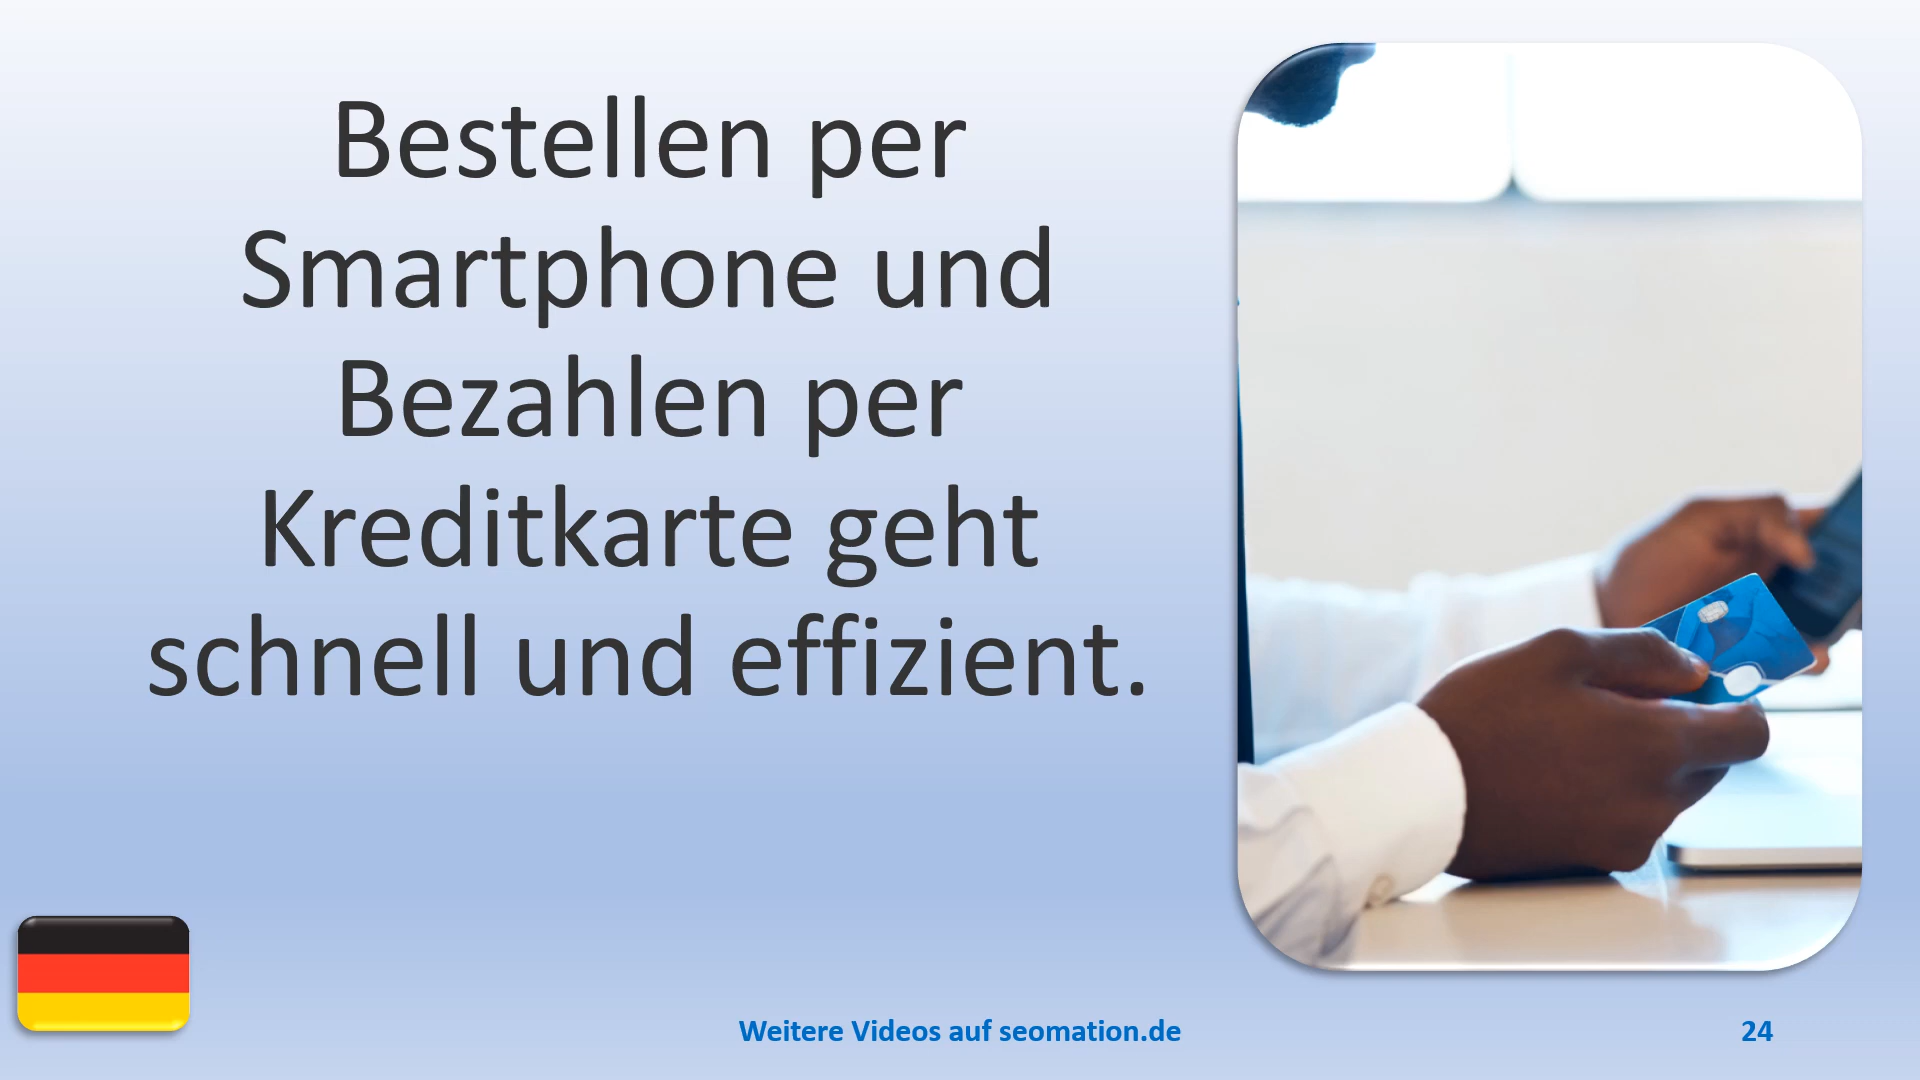 Bestellen per
Smartphone und
Bezahlen per
Kreditkarte geht
schnell und effizient.
Weitere Videos auf seomation.de
24